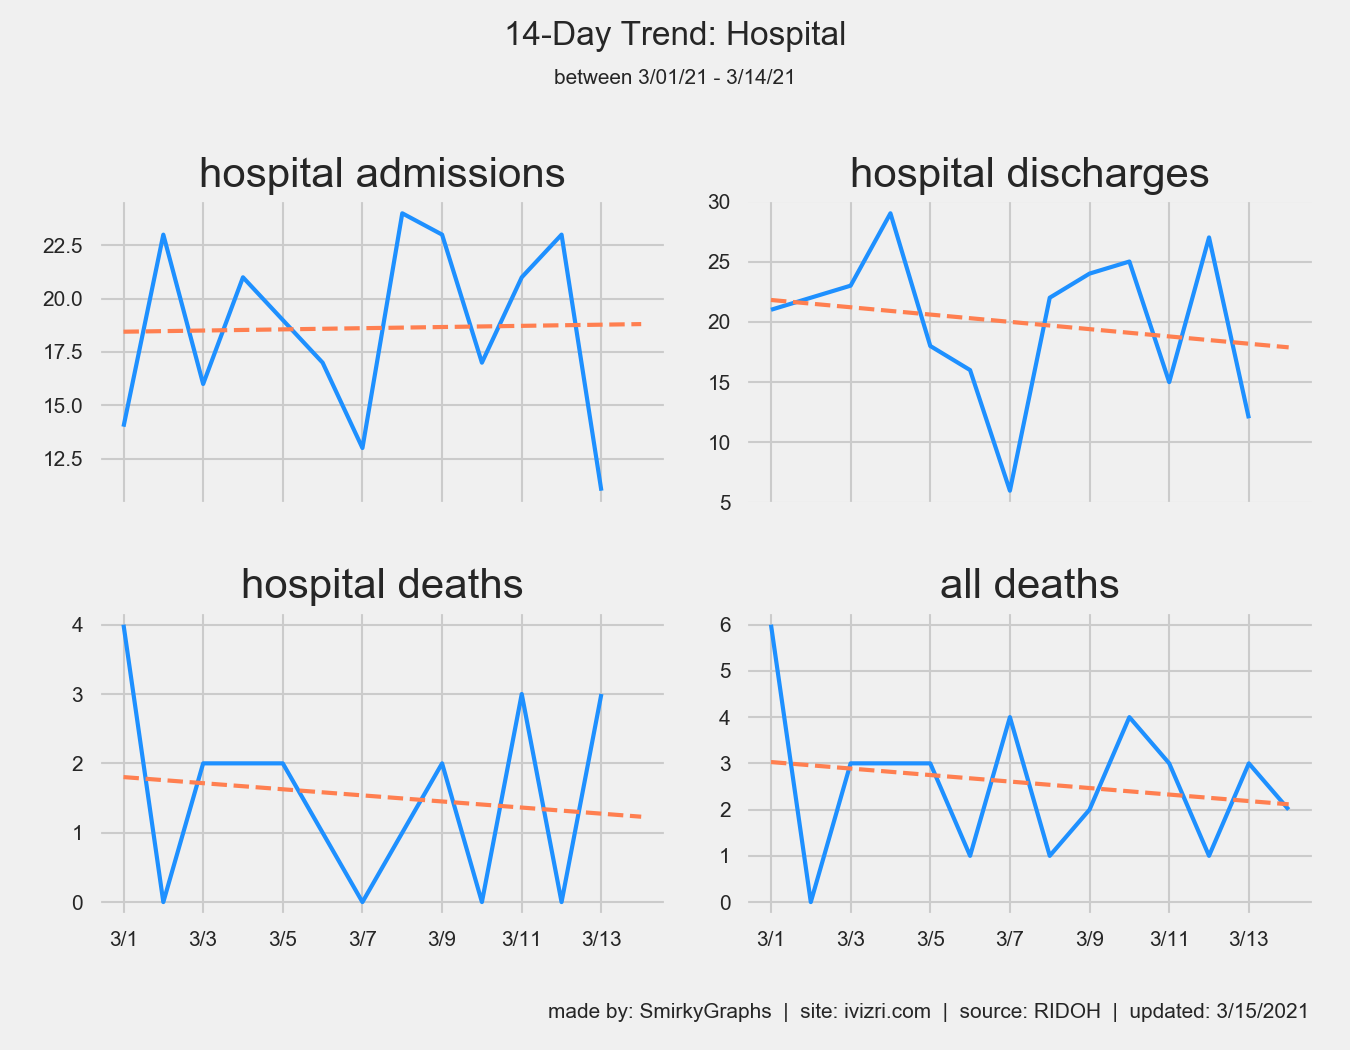 14-Day Trend: Hospital
between 3/01/21 - 3/14/21
hospital admissions
22.5
20.0
17.5
15.0
12.5
hospital discharges
30
25
20
15
10
5
hospital deaths
4
3
2
1
0
3/1 3/3 3/5 3/7 3/9 3/11 3/13
all deaths
6
5
4
3
2
1
0
3/1 3/3 3/5 3/7 3/9 3/11 3/13
made by: SmirkyGraphs | site: ivizri.com | source: RIDOH | updated: 3/15/2021